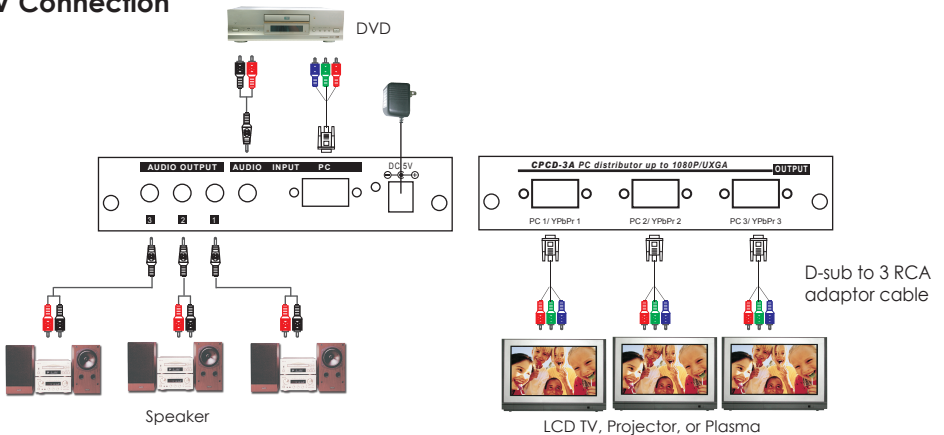 Connection
DVD
AUDIO OUTPUT AUDIO INPUT PC DC 5V
3 2 1
CPCD-3A PC distributor up to 1080P/UXGA
OUTPUT
PC 1/ YPbPr 1 PC 2/ YPbPr 2 PC 3/ YPbPr 3
D-sub to 3 RCA
adaptor cable
Speaker
LCD TV, Projector, or Plasma